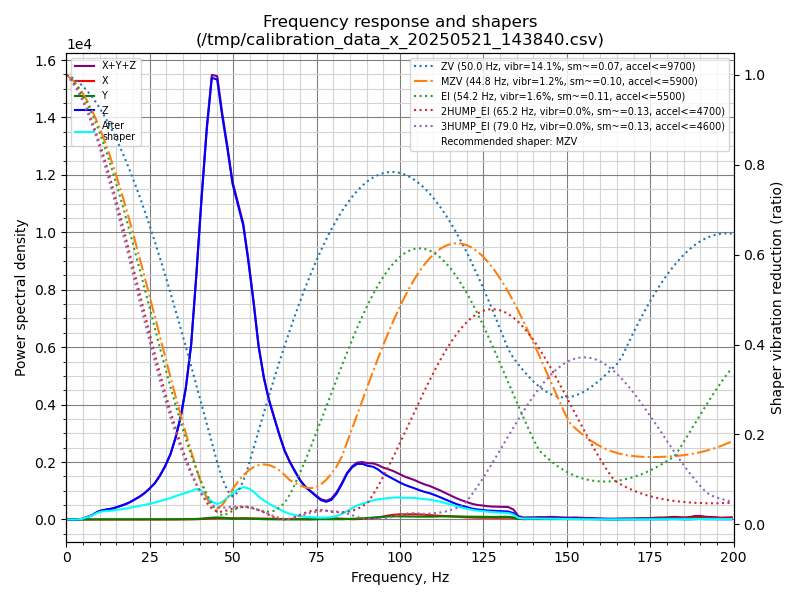 Frequency response and shapers
(/tmp/calibration_data_x_20250521_143840.csv)
1e4
X+Y+Z
X
Y
Z
After
shaper
ZV (50.0 Hz, vibr=14.1%, sm~=0.07, accel<=9700)
MZV (44.8 Hz, vibr=1.2%, sm~=0.10, accel<=5900)
EI (54.2 Hz, vibr=1.6%, sm~=0.11, accel<=5500)
2HUMP_EI (65.2 Hz, vibr=0.0%, sm~=0.13, accel<=4700)
3HUMP_EI (79.0 Hz, vibr=0.0%, sm~=0.13, accel<=4600)
Recommended shaper: MZV
Power spectral density
1.6
1.4
1.2
1.0
0.8
0.6
0.4
0.2
0.0
Shaper vibration reduction (ratio)
1.0
0.8
0.6
0.4
0.2
0.0
0 25 50 75 100 125 150 175 200
Frequency, Hz